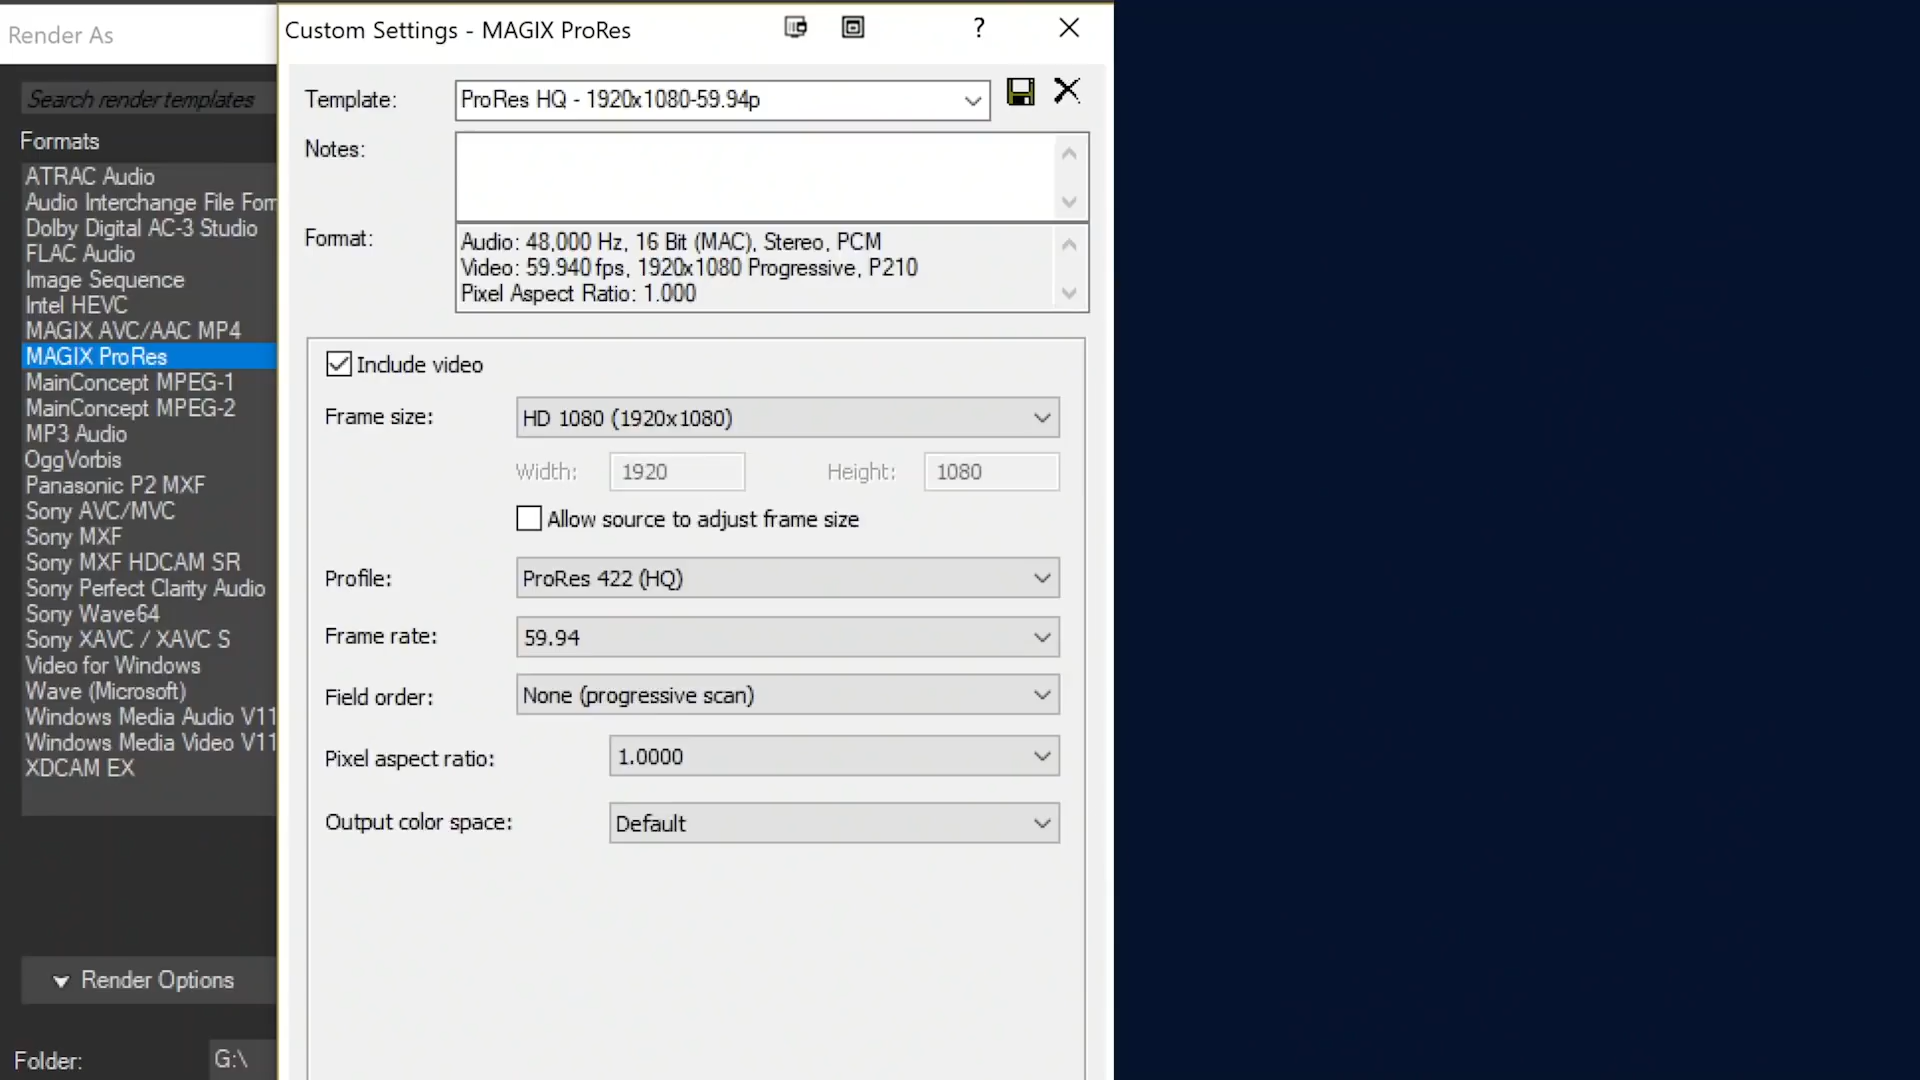 Render As
Custom Settings - MAGIX ProRes
?
Search render templates
Formats
ATRAC Audio
Audio Interchange File Form
Dolby Digital AC-3 Studio
FLAC Audio
Image Sequence
Intel HEVC
MAGIX AVC/AAC MP4
MAGIX ProRes
MainConcept MPEG-1
MainConcept MPEG-2
MP3 Audio
OggVorbis
Panasonic P2 MXF
Sony AVC/MVC
Sony MXF
Sony MXF HDCAM SR
Sony Perfect Clarity Audio
Sony Wave64
Sony XAVC / XAVC S
Video for Windows
Wave (Microsoft)
Windows Media Audio V11
Windows Media Video V11
XDCAM EX
Render Options
Folder: G:\
Template: ProRes HQ - 1920x1080-59.94p
Notes:
Format: Audio: 48,000 Hz, 16 Bit (MAC), Stereo, PCM
Video: 59.940 fps, 1920x1080 Progressive, P210
Pixel Aspect Ratio: 1.000
Include video
Frame size: HD 1080 (1920x1080)
Width: 1920 Height: 1080
Allow source to adjust frame size
Profile: ProRes 422 (HQ)
Frame rate: 59.94
Field order: None (progressive scan)
Pixel aspect ratio: 1.0000
Output color space: Default